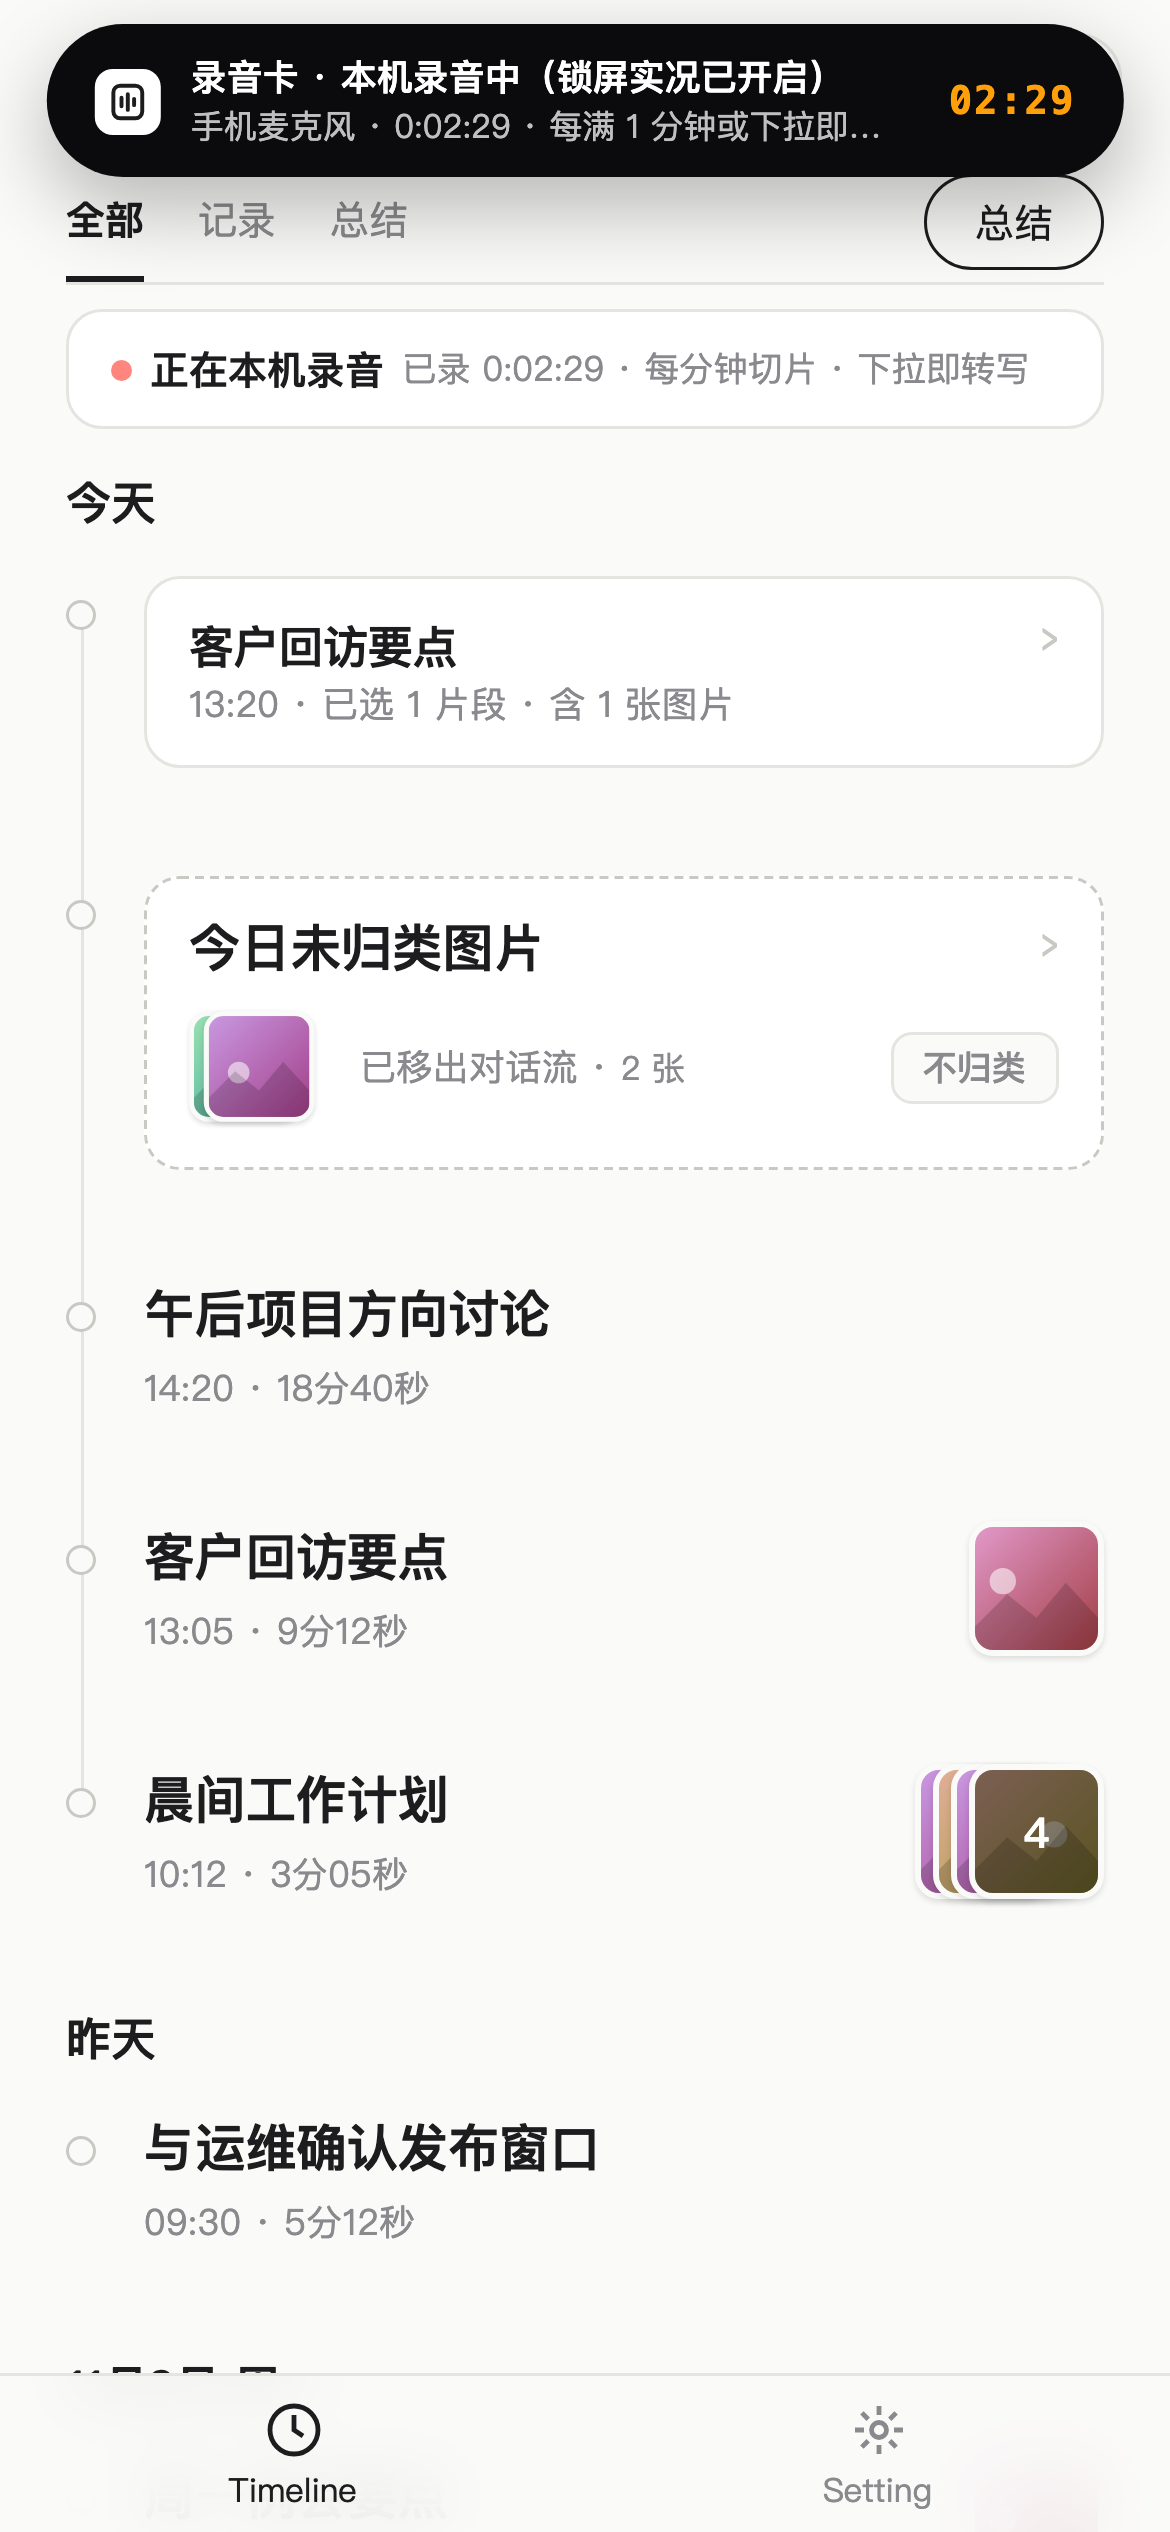 录音卡 · 本机录音中（锁屏实况已开启）
手机麦克风 · 0:02:29 · 每满 1 分钟或下拉即…
02:29
全部 记录 总结
总结
正在本机录音 已录 0:02:29 · 每分钟切片 · 下拉即转写
今天
客户回访要点
13:20 · 已选 1 片段 · 含 1 张图片
今日未归类图片
已移出对话流 · 2 张
不归类
午后项目方向讨论
14:20 · 18分40秒
客户回访要点
13:05 · 9分12秒
晨间工作计划
10:12 · 3分05秒
4
昨天
与运维确认发布窗口
09:30 · 5分12秒
Timeline
Setting